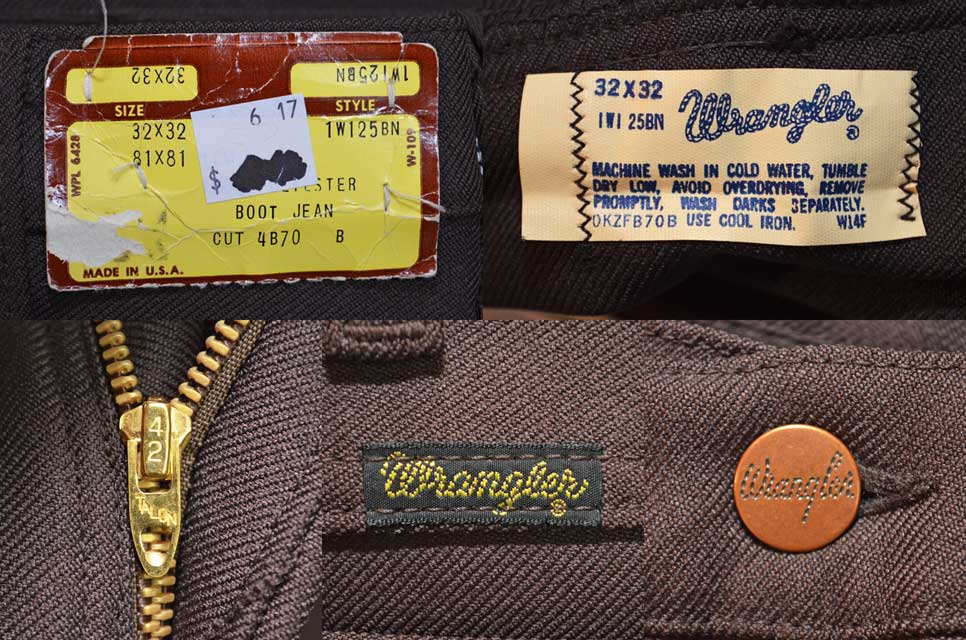 32X32
1W125BN
SIZE
STYLE
32X32
1W125BN
81X81
WPL 6428
W-109
6 17
$
BOOT JEAN
CUT 4B70 B
MADE IN U.S.A.
32X32
1W1 25BN
Wrangler
MACHINE WASH IN COLD WATER, TUMBLE
DRY LOW, AVOID OVERDRYING, REMOVE
PROMPTLY, WASH DARKS SEPARATELY.
OKZFB70B USE COOL IRON. W14F
42
Wrangler
Wrangler